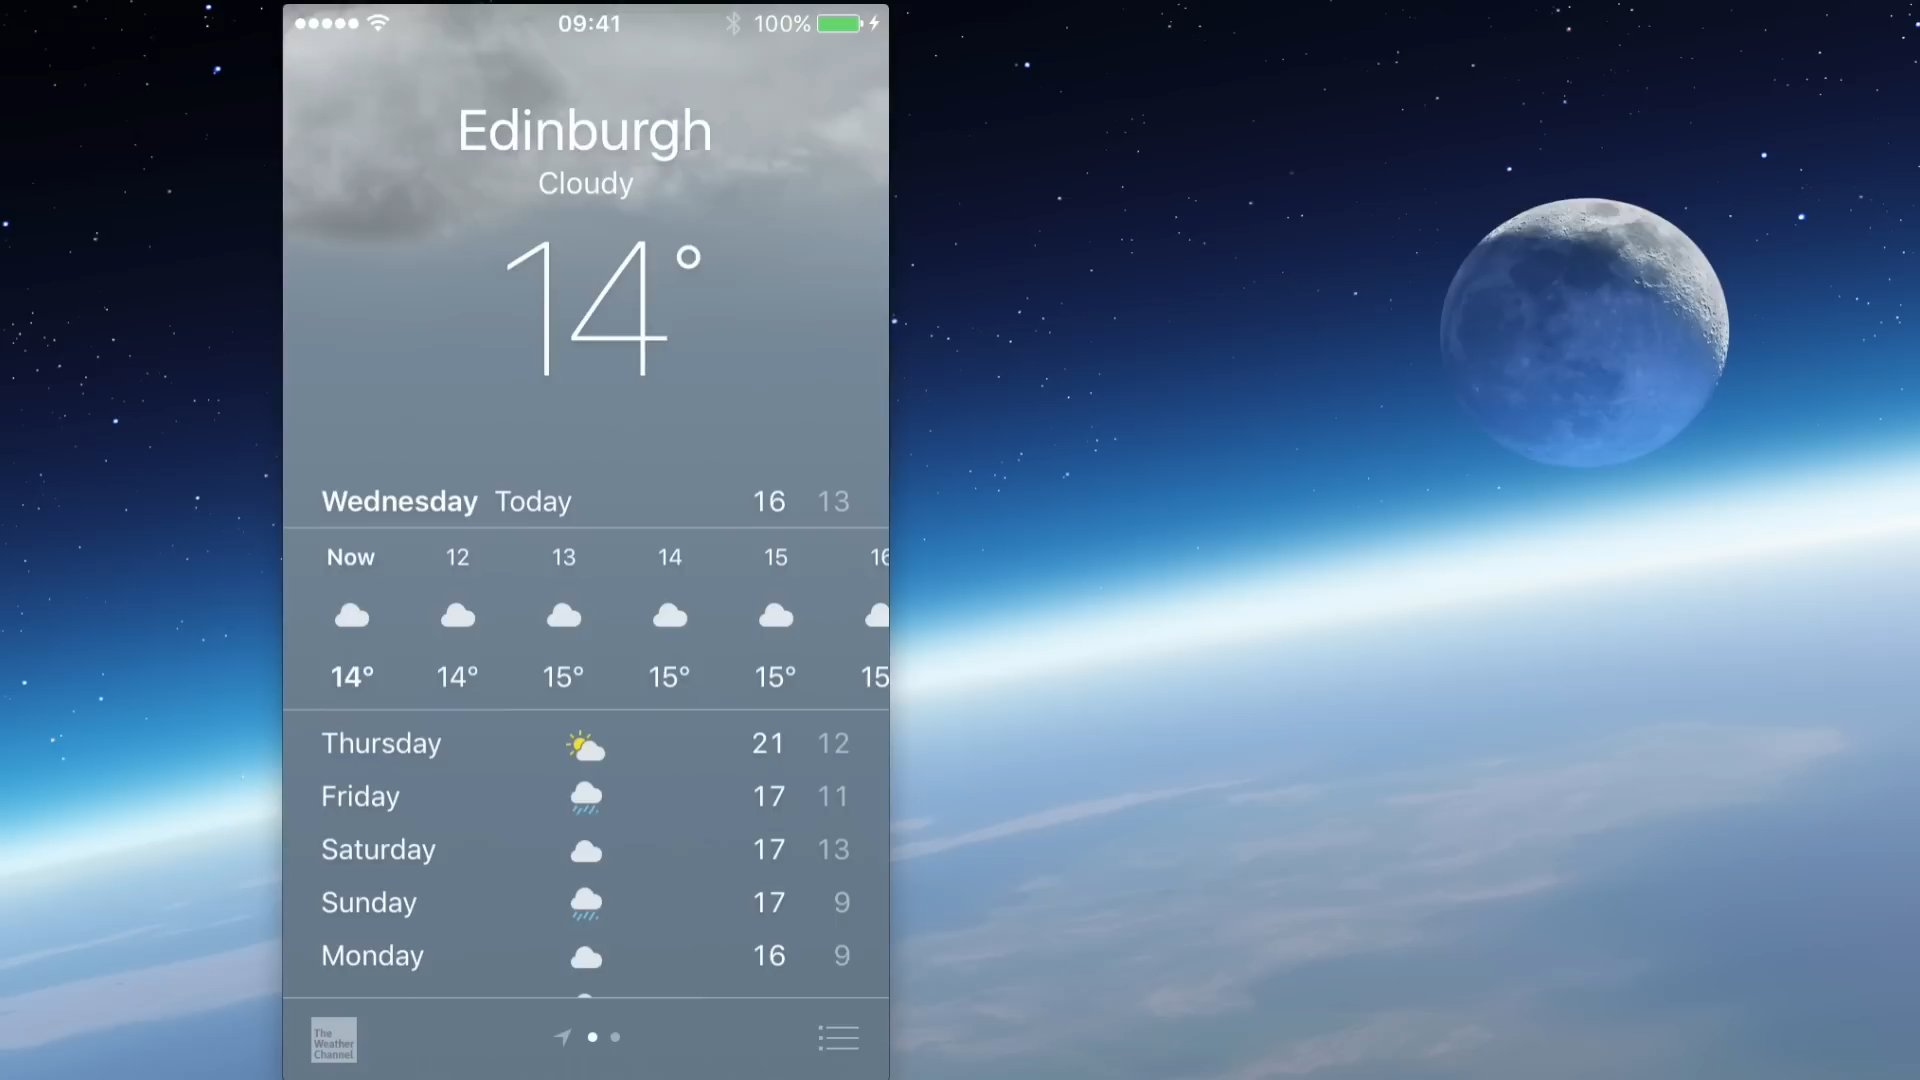 09:41 100%
Edinburgh
Cloudy
14°
Wednesday Today 16 13
Now 12 13 14 15 16
14° 14° 15° 15° 15° 15
Thursday 21 12
Friday 17 11
Saturday 17 13
Sunday 17 9
Monday 16 9
The
Weather
Channel